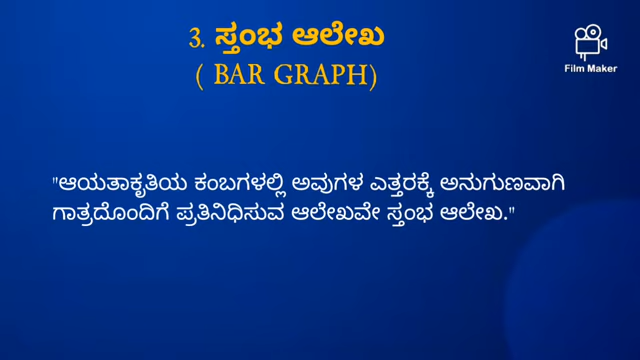 3. ಸ್ತಂಭ ಆಲೇಖ
( BAR GRAPH)
Film Maker
"ಆಯತಾಕೃತಿಯ ಕಂಬಗಳಲ್ಲಿ ಅವುಗಳ ಎತ್ತರಕ್ಕೆ ಅನುಗುಣವಾಗಿ
ಗಾತ್ರದೊಂದಿಗೆ ಪ್ರತಿನಿಧಿಸುವ ಆಲೇಖವೇ ಸ್ತಂಭ ಆಲೇಖ."